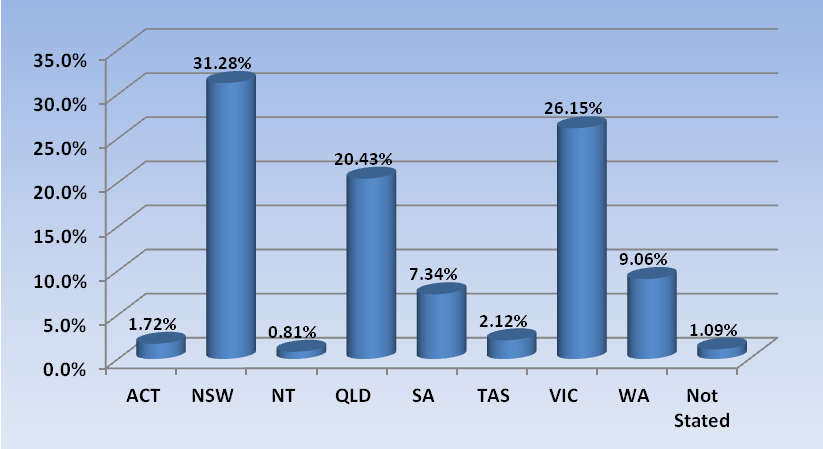 35.0%
30.0%
25.0%
20.0%
15.0%
10.0%
5.0%
0.0%
1.72%
31.28%
0.81%
20.43%
7.34%
2.12%
26.15%
9.06%
1.09%
ACT
NSW
NT
QLD
SA
TAS
VIC
WA
Not
Stated